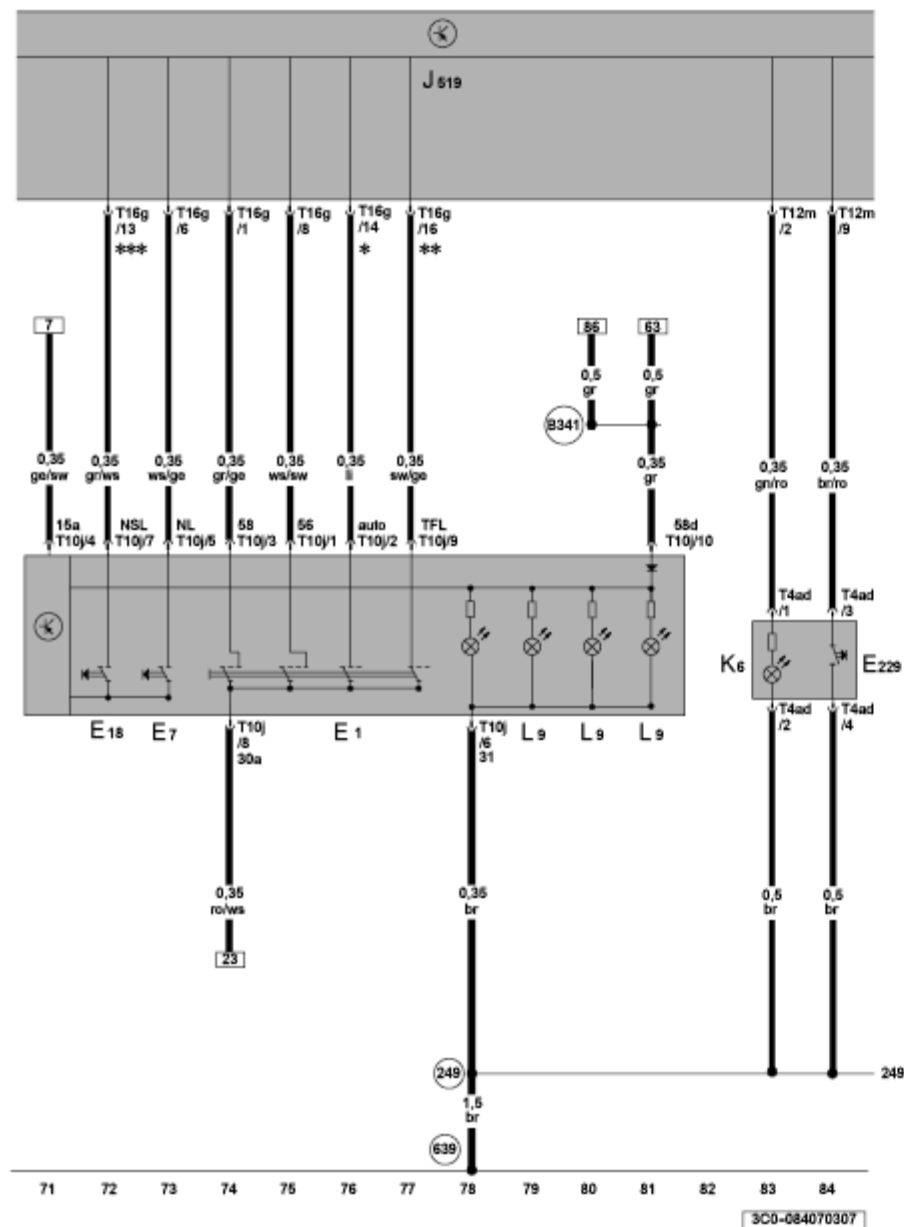 J 519
T16g T16g T16g T16g T16g T16g T12m T12m
/13 /6 /1 /8 /14 /16 /2 /9
*** * **
7 86 63
0,5 0,5
gr gr
B341
0,35 0,35 0,35 0,35 0,35 0,35 0,35 0,35 0,35 0,35
ge/sw gr/ws ws/ge gr/ge ws/sw li sw/ge gr gn/ro br/ro
15a NSL NL 58 56 auto TFL 58d
T10j/4 T10j/7 T10j/5 T10j/3 T10j/1 T10j/2 T10j/9 T10j/10
T4ad T4ad
/1 /3
K6 E229
T4ad T4ad
/2 /4
E18 E7 E1 L9 L9 L9
T10j T10j
/8 /6
30a 31
0,35 0,35 0,5 0,5
ro/ws br br br
23
249 249
1,5
br
639
71 72 73 74 75 76 77 78 79 80 81 82 83 84
3C0-084070307